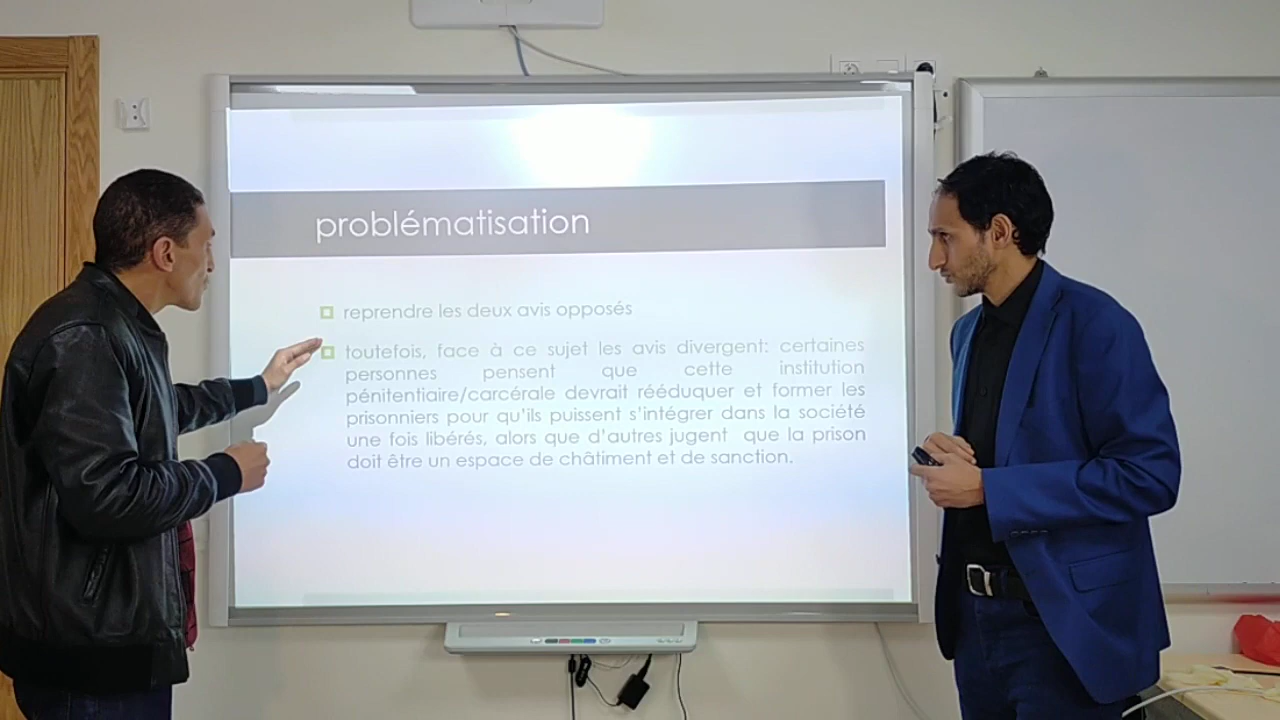 problématisation
reprendre les deux avis opposés
toutefois, face à ce sujet les avis divergent: certaines
personnes pensent que cette institution
pénitentiaire/carcérale devrait rééduquer et former les
prisonniers pour qu'ils puissent s'intégrer dans la société
une fois libérés, alors que d'autres jugent que la prison
doit être un espace de châtiment et de sanction.